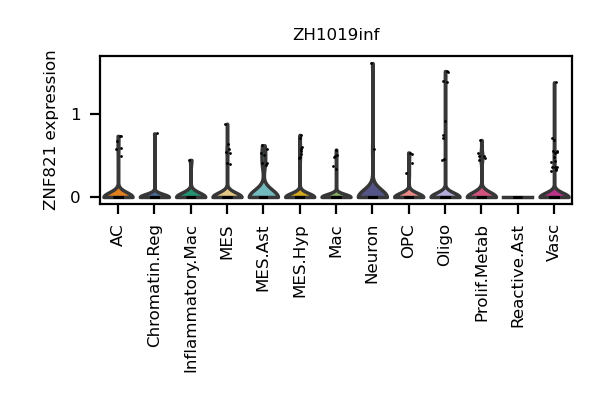 ZH1019inf
ZNF821 expression
1
0
AC
Chromatin.Reg
Inflammatory.Mac
MES
MES.Ast
MES.Hyp
Mac
Neuron
OPC
Oligo
Prolif.Metab
Reactive.Ast
Vasc